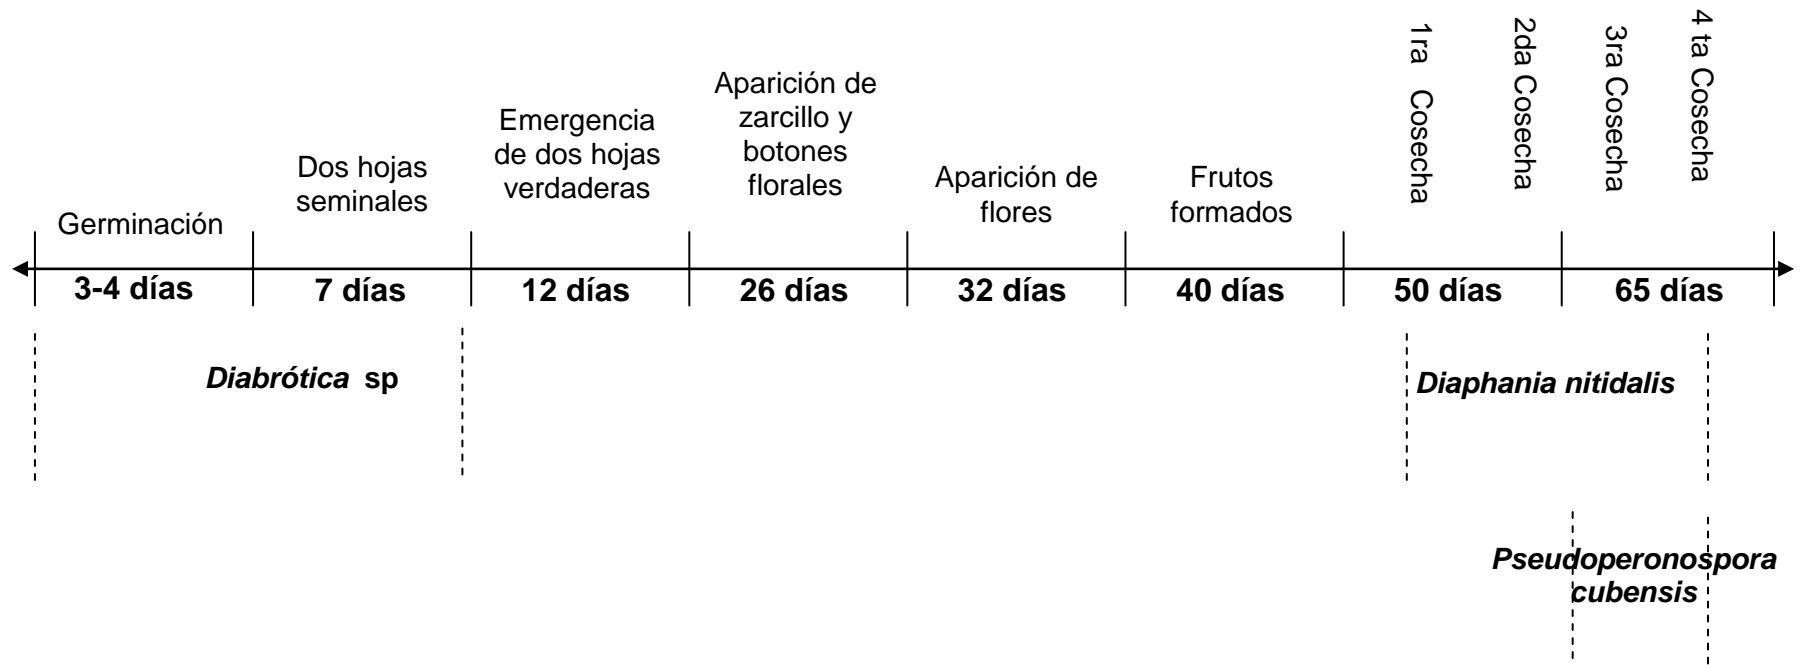 Germinación
Dos hojas
seminales
Emergencia
de dos hojas
verdaderas
Aparición de
zarcillo y
botones
florales
Aparición de
flores
Frutos
formados
1ra Cosecha
2da Cosecha
3ra Cosecha
4 ta Cosecha
3-4 días
7 días
12 días
26 días
32 días
40 días
50 días
65 días
Diabrótica sp
Diaphania nitidalis
Pseudoperonospora
cubensis